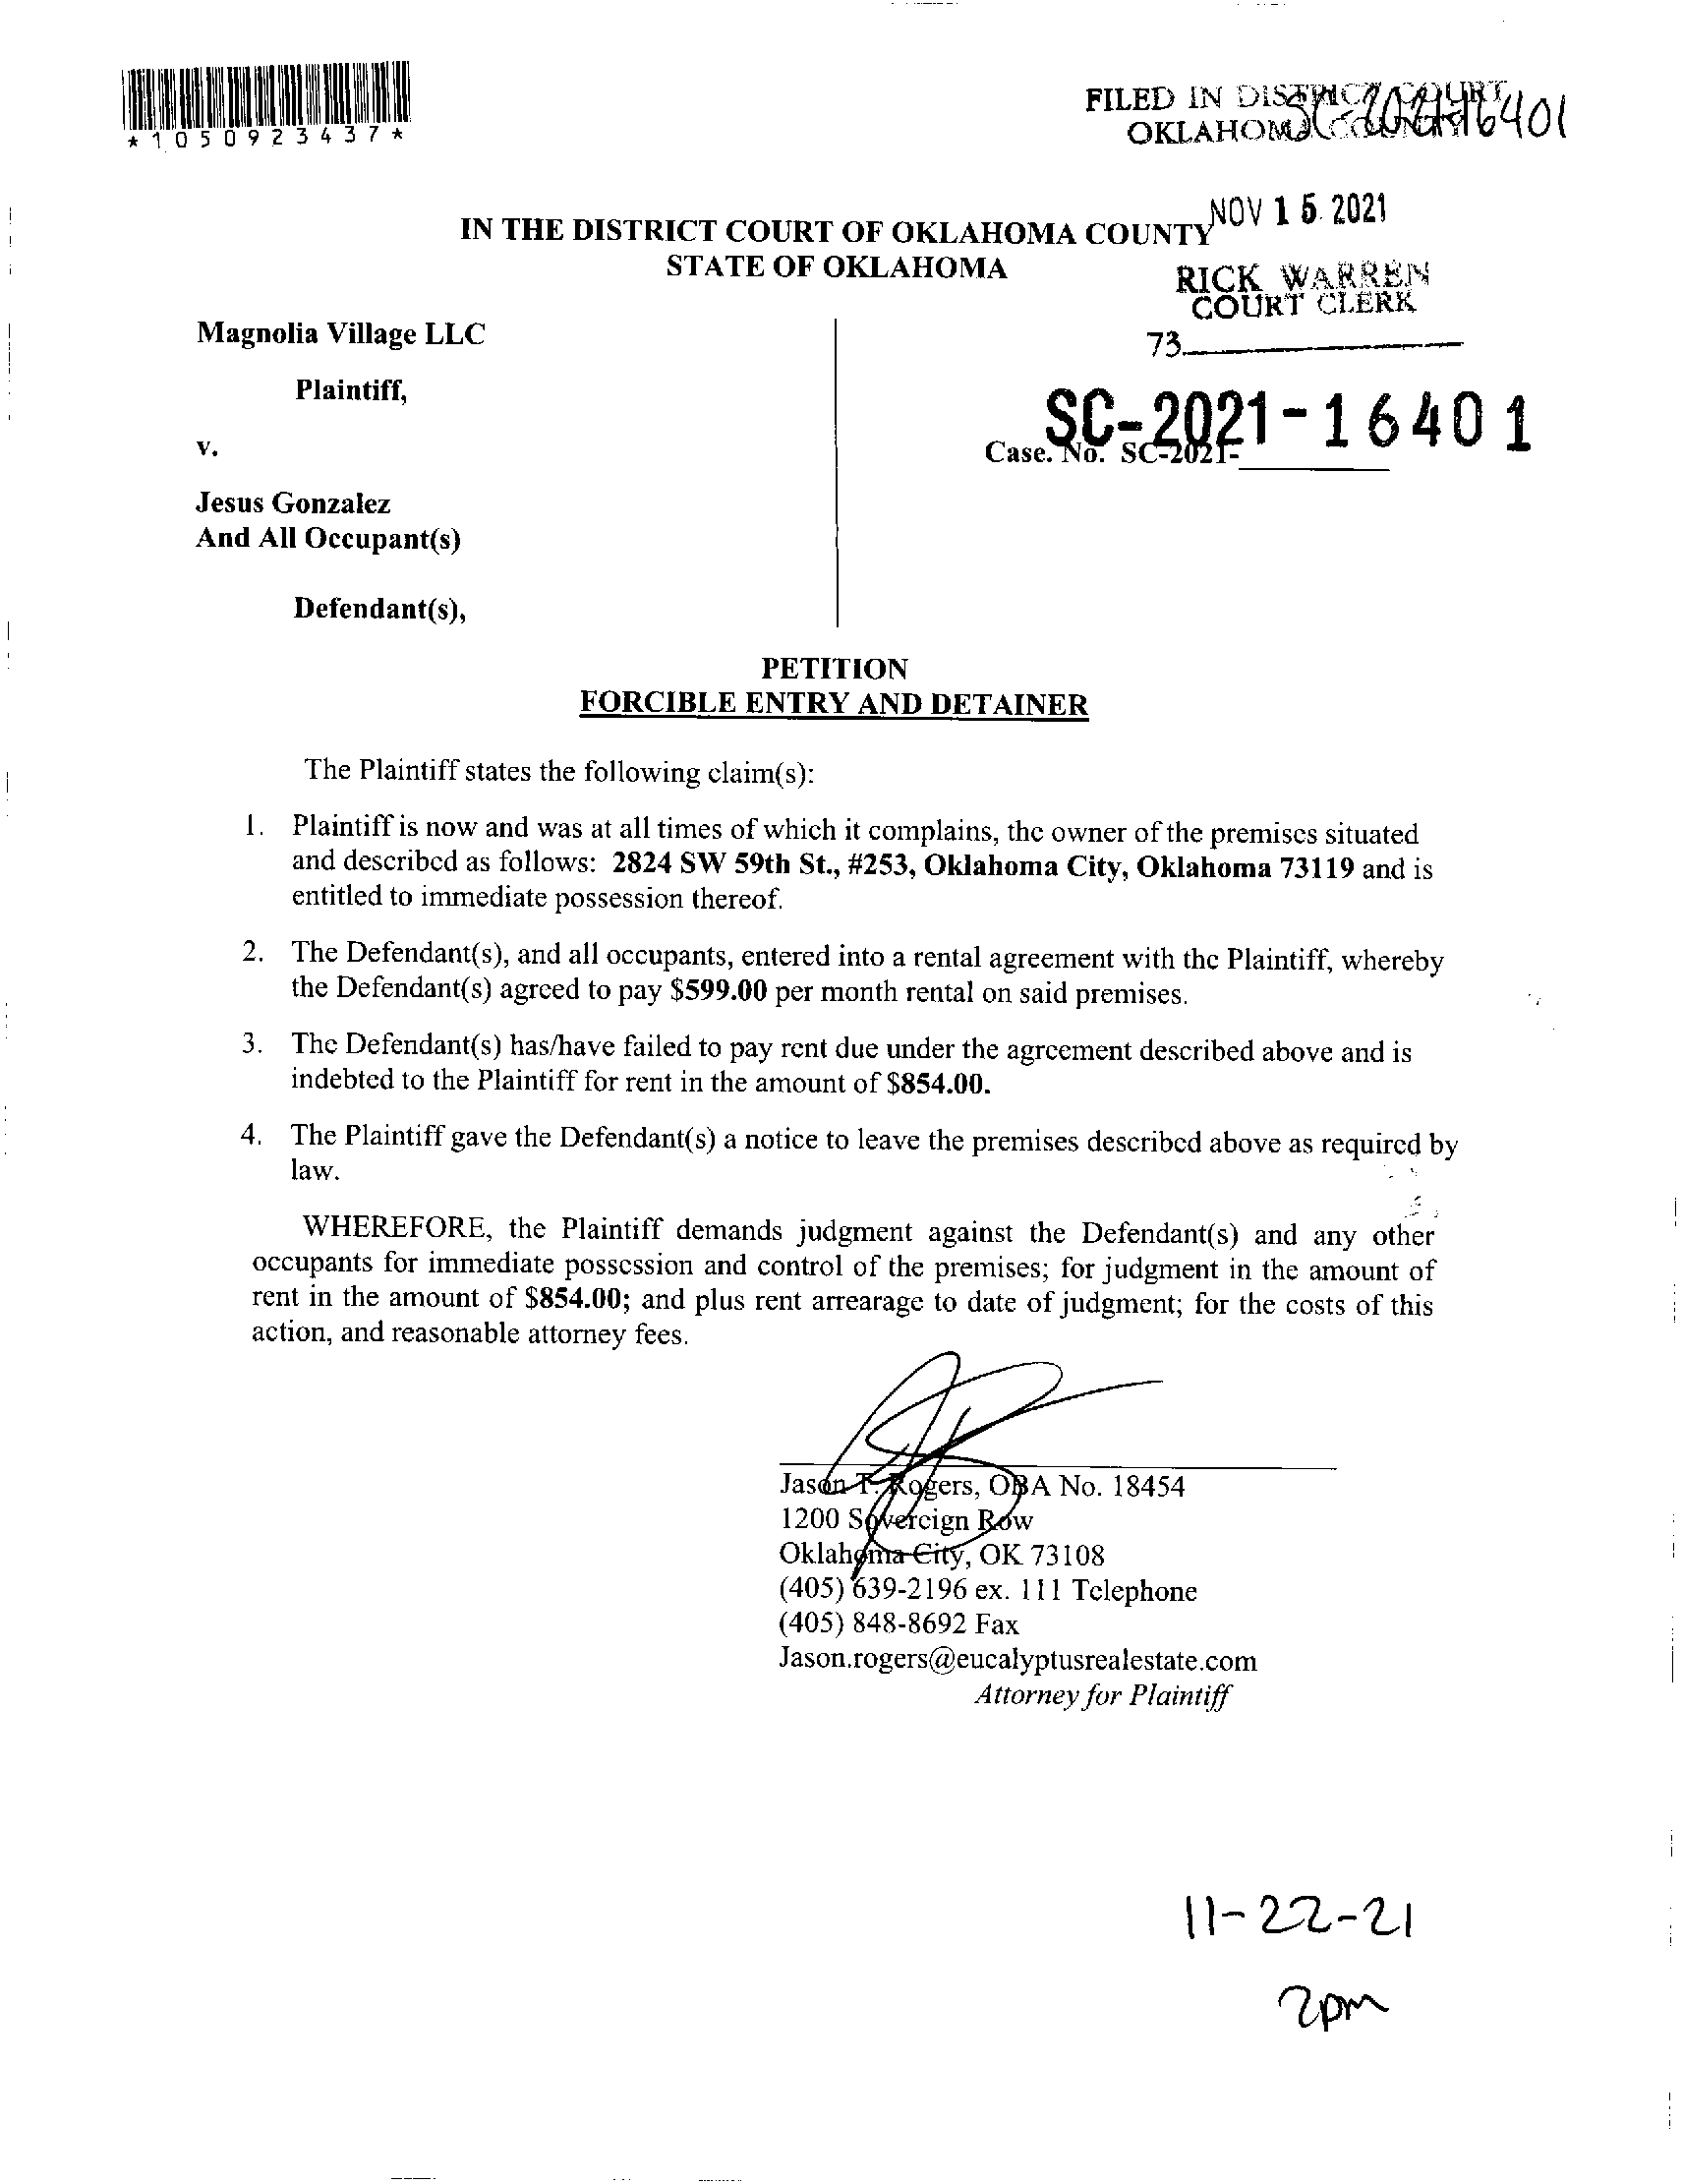 *1050923437*
FILED IN DISTRICT COURT
OKLAHOMA COUNTY
SC-2021-16401
NOV 15 2021
IN THE DISTRICT COURT OF OKLAHOMA COUNTY
STATE OF OKLAHOMA
RICK WARREN
COURT CLERK
73
Magnolia Village LLC
Plaintiff,
SC-2021-16401
v.
Case. No. SC-2021-
Jesus Gonzalez
And All Occupant(s)
Defendant(s),
PETITION
FORCIBLE ENTRY AND DETAINER
The Plaintiff states the following claim(s):
1. Plaintiff is now and was at all times of which it complains, the owner of the premises situated
and described as follows: 2824 SW 59th St., #253, Oklahoma City, Oklahoma 73119 and is
entitled to immediate possession thereof.
2. The Defendant(s), and all occupants, entered into a rental agreement with the Plaintiff, whereby
the Defendant(s) agreed to pay $599.00 per month rental on said premises.
3. The Defendant(s) has/have failed to pay rent due under the agreement described above and is
indebted to the Plaintiff for rent in the amount of $854.00.
4. The Plaintiff gave the Defendant(s) a notice to leave the premises described above as required by
law.
WHEREFORE, the Plaintiff demands judgment against the Defendant(s) and any other
occupants for immediate possession and control of the premises; for judgment in the amount of
rent in the amount of $854.00; and plus rent arrearage to date of judgment; for the costs of this
action, and reasonable attorney fees.
Jason T. Rogers, OBA No. 18454
1200 Sovereign Row
Oklahoma City, OK 73108
(405) 639-2196 ex. 111 Telephone
(405) 848-8692 Fax
Jason.rogers@eucalyptusrealestate.com
Attorney for Plaintiff
11-22-21
2pm